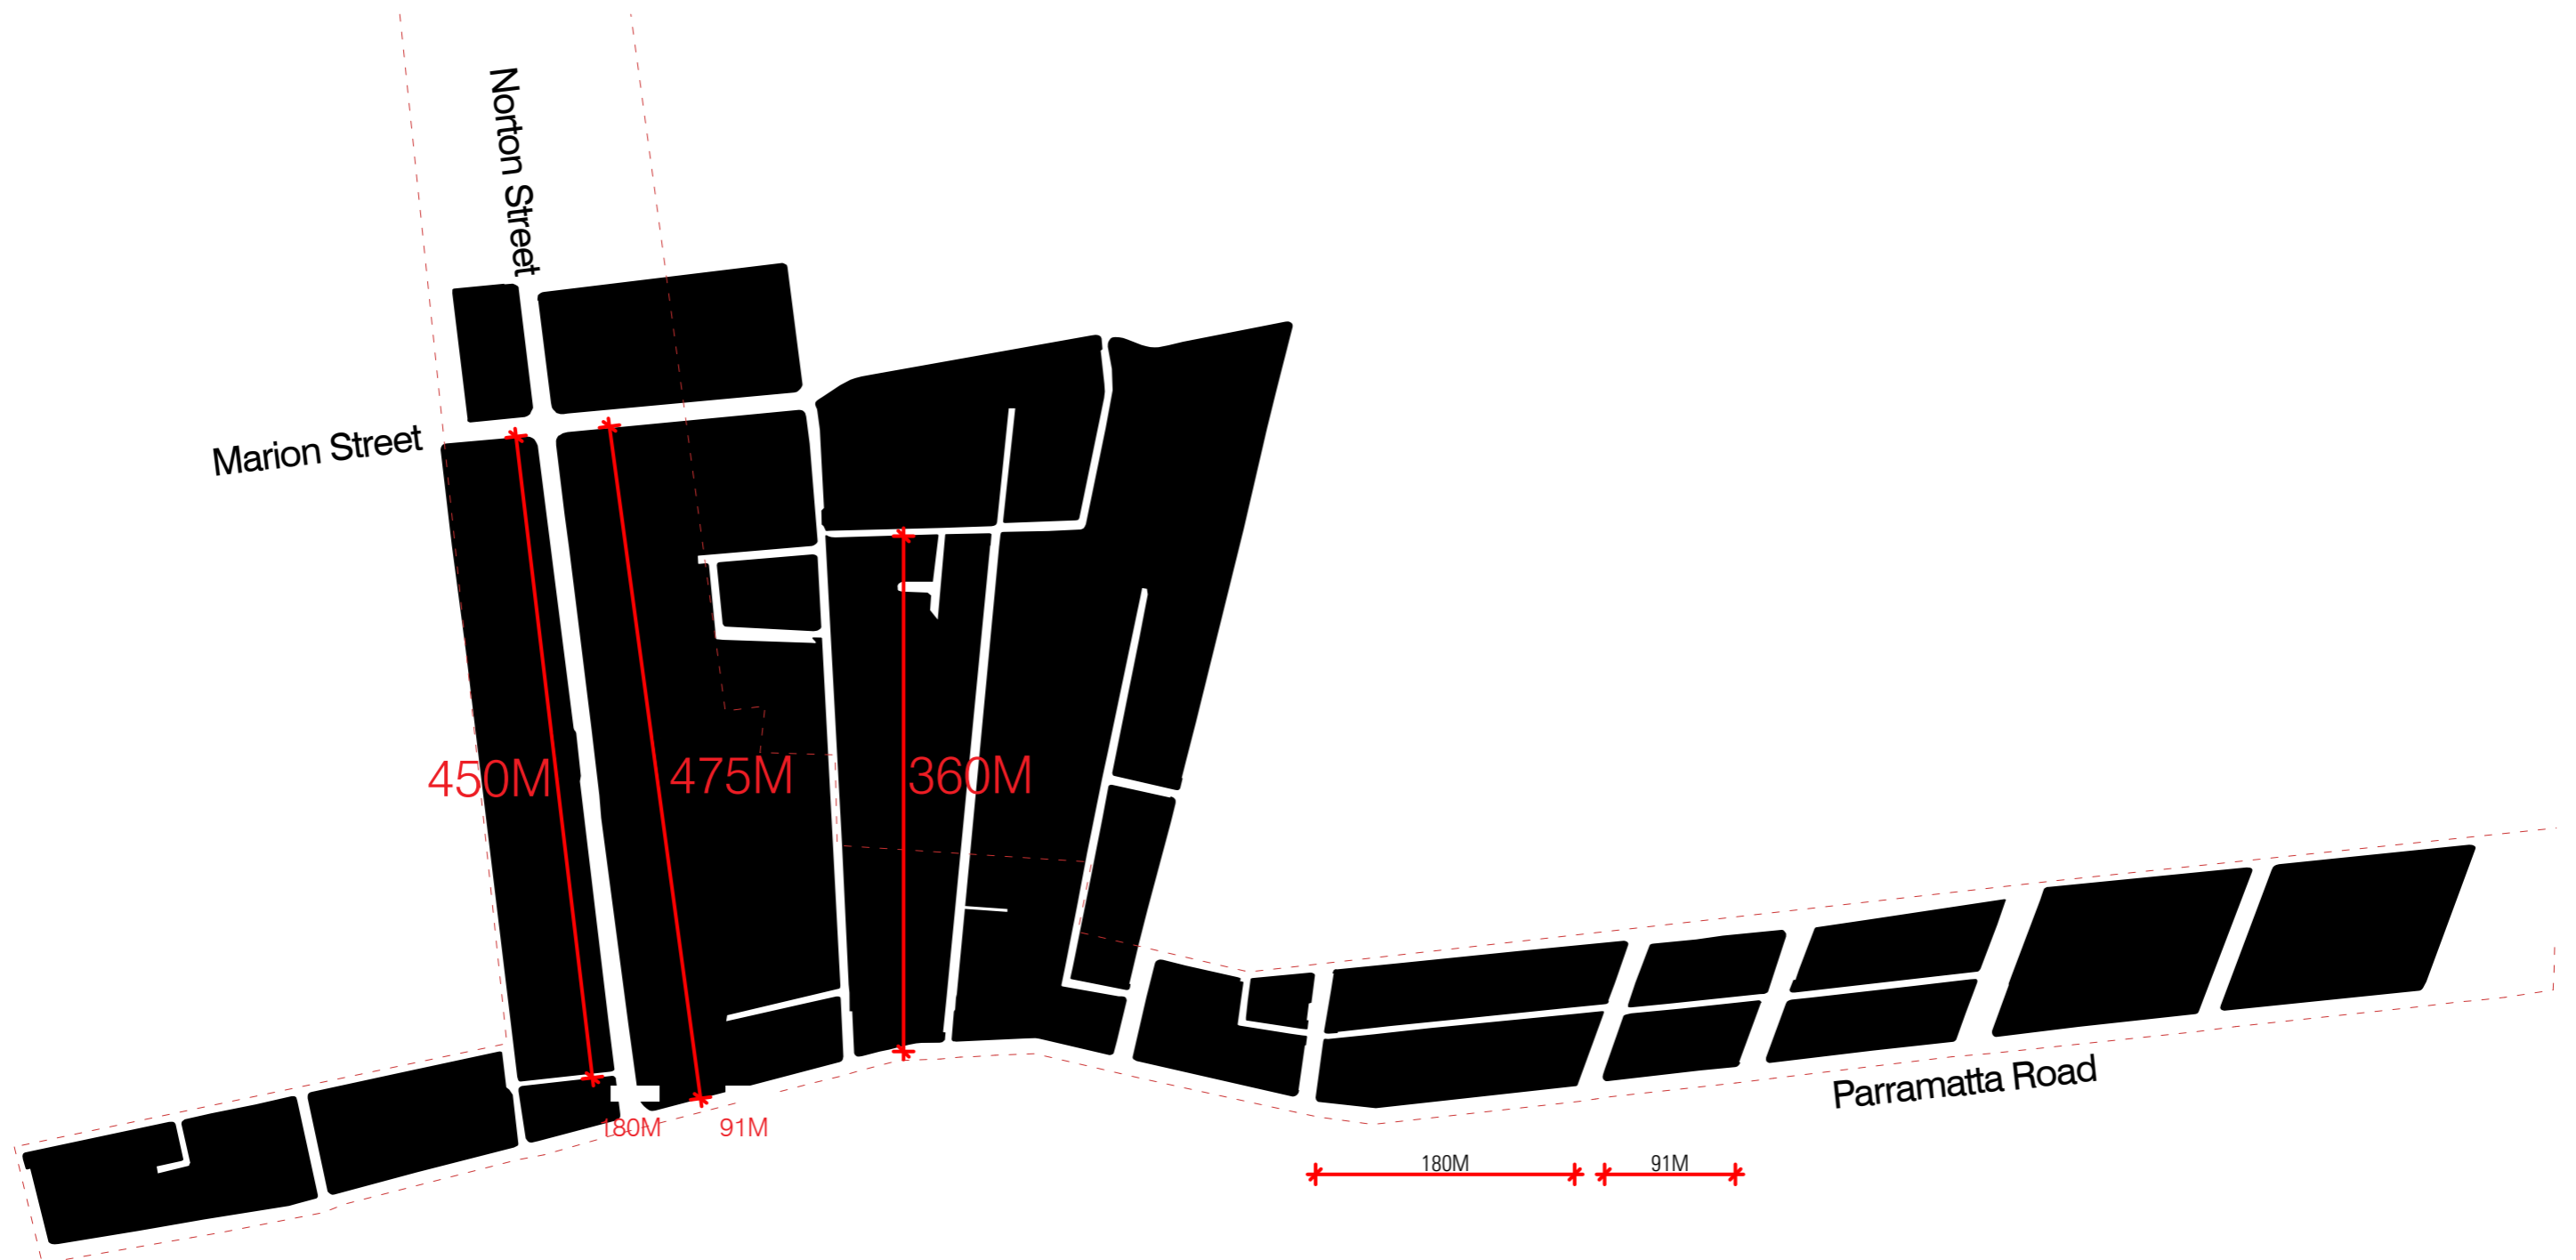 Norton Street
Marion Street
450M
475M
360M
Parramatta Road
180M
91M
180M
91M